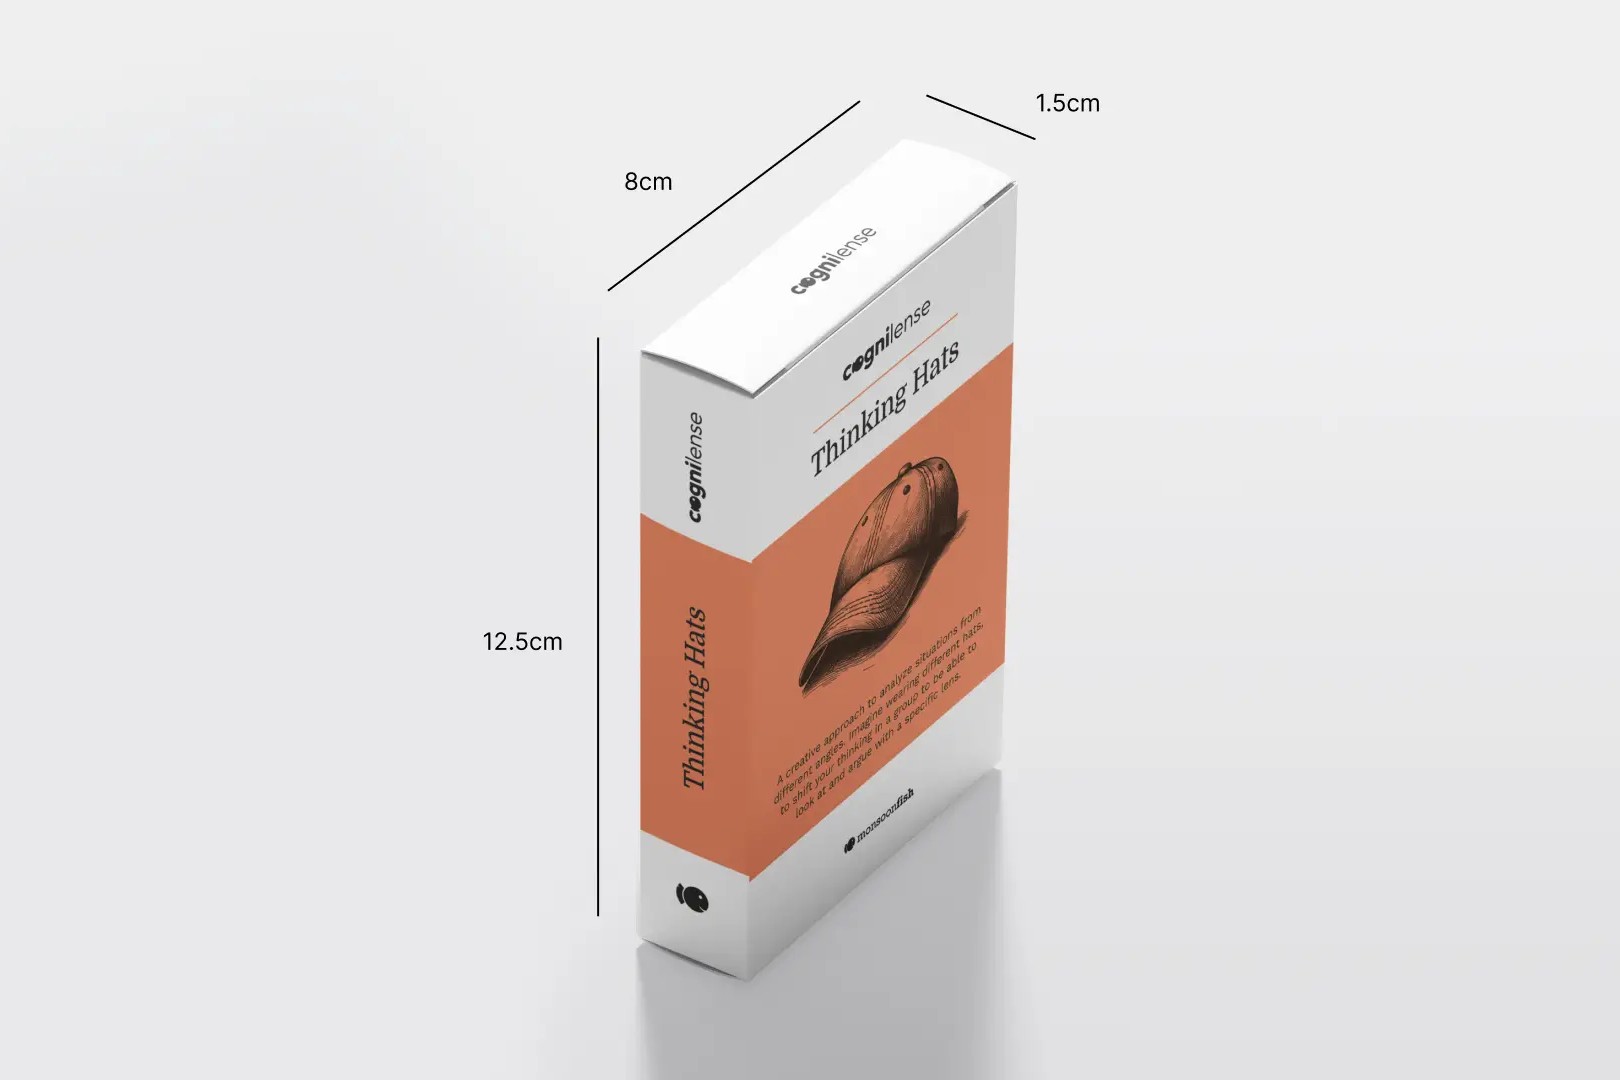 1.5cm
8cm
12.5cm
cognilense
cognilense
Thinking Hats
A creative approach to analyze situations from
different angles. Imagine wearing different hats,
to shift your thinking in a group to be able to
look at and argue with a specific lens.
monsoonfish
cognilense
Thinking Hats